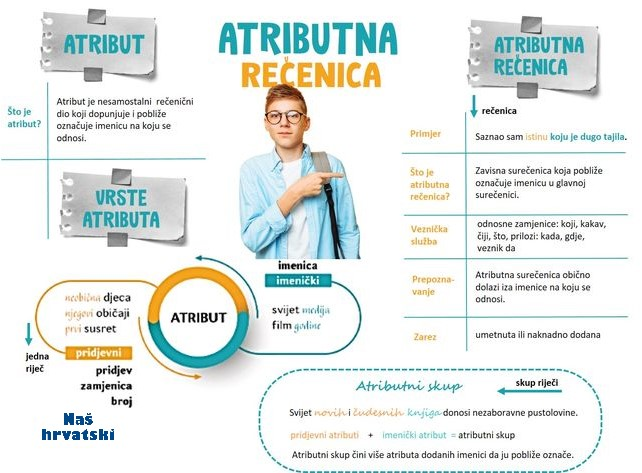 ATRIBUT
ATRIBUTNA
REČENICA
ATRIBUTNA
REČENICA
Što je
atribut?
Atribut je nesamostalni rečenični
dio koji dopunjuje i pobliže
označuje imenicu na koju se
odnosi.
VRSTE
ATRIBUTA
rečenica
Primjer
Saznao sam istinu koju je dugo tajila.
Što je
atributna
rečenica?
Zavisna surečenica koja pobliže
označuje imenicu u glavnoj
surečenici.
Veznička
služba
odnosne zamjenice: koji, kakav,
čiji, što, prilozi: kada, gdje,
veznik da
Prepozna-
vanje
Atributna surečenica obično
dolazi iza imenice na koju se
odnosi.
Zarez
umetnuta ili naknadno dodana
neobična djeca
njegovi običaji
prvi susret
pridjevni
pridjev
zamjenica
broj
jedna
riječ
ATRIBUT
imenica
imenički
svijet medija
film godine
Atributni skup
skup riječi
Svijet novih i čudesnih knjiga donosi nezaboravne pustolovine.
pridjevni atributi + imenički atribut = atributni skup
Atributni skup čini više atributa dodanih imenici da ju pobliže označe.
Naš
hrvatski